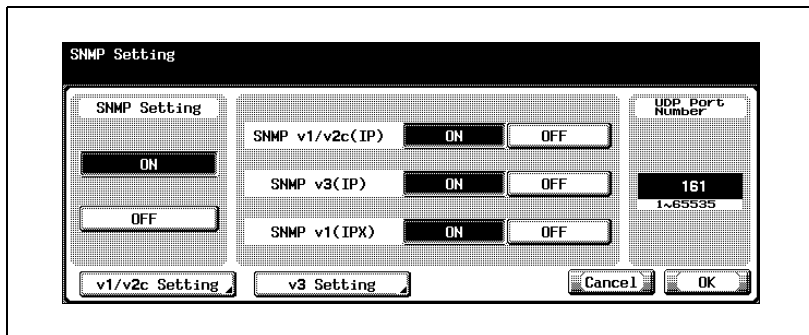 SNMP Setting
SNMP Setting
ON
OFF
SNMP v1/v2c(IP) ON OFF
SNMP v3(IP) ON OFF
SNMP v1(IPX) ON OFF
UDP Port
Number
161
1~65535
v1/v2c Setting v3 Setting Cancel OK